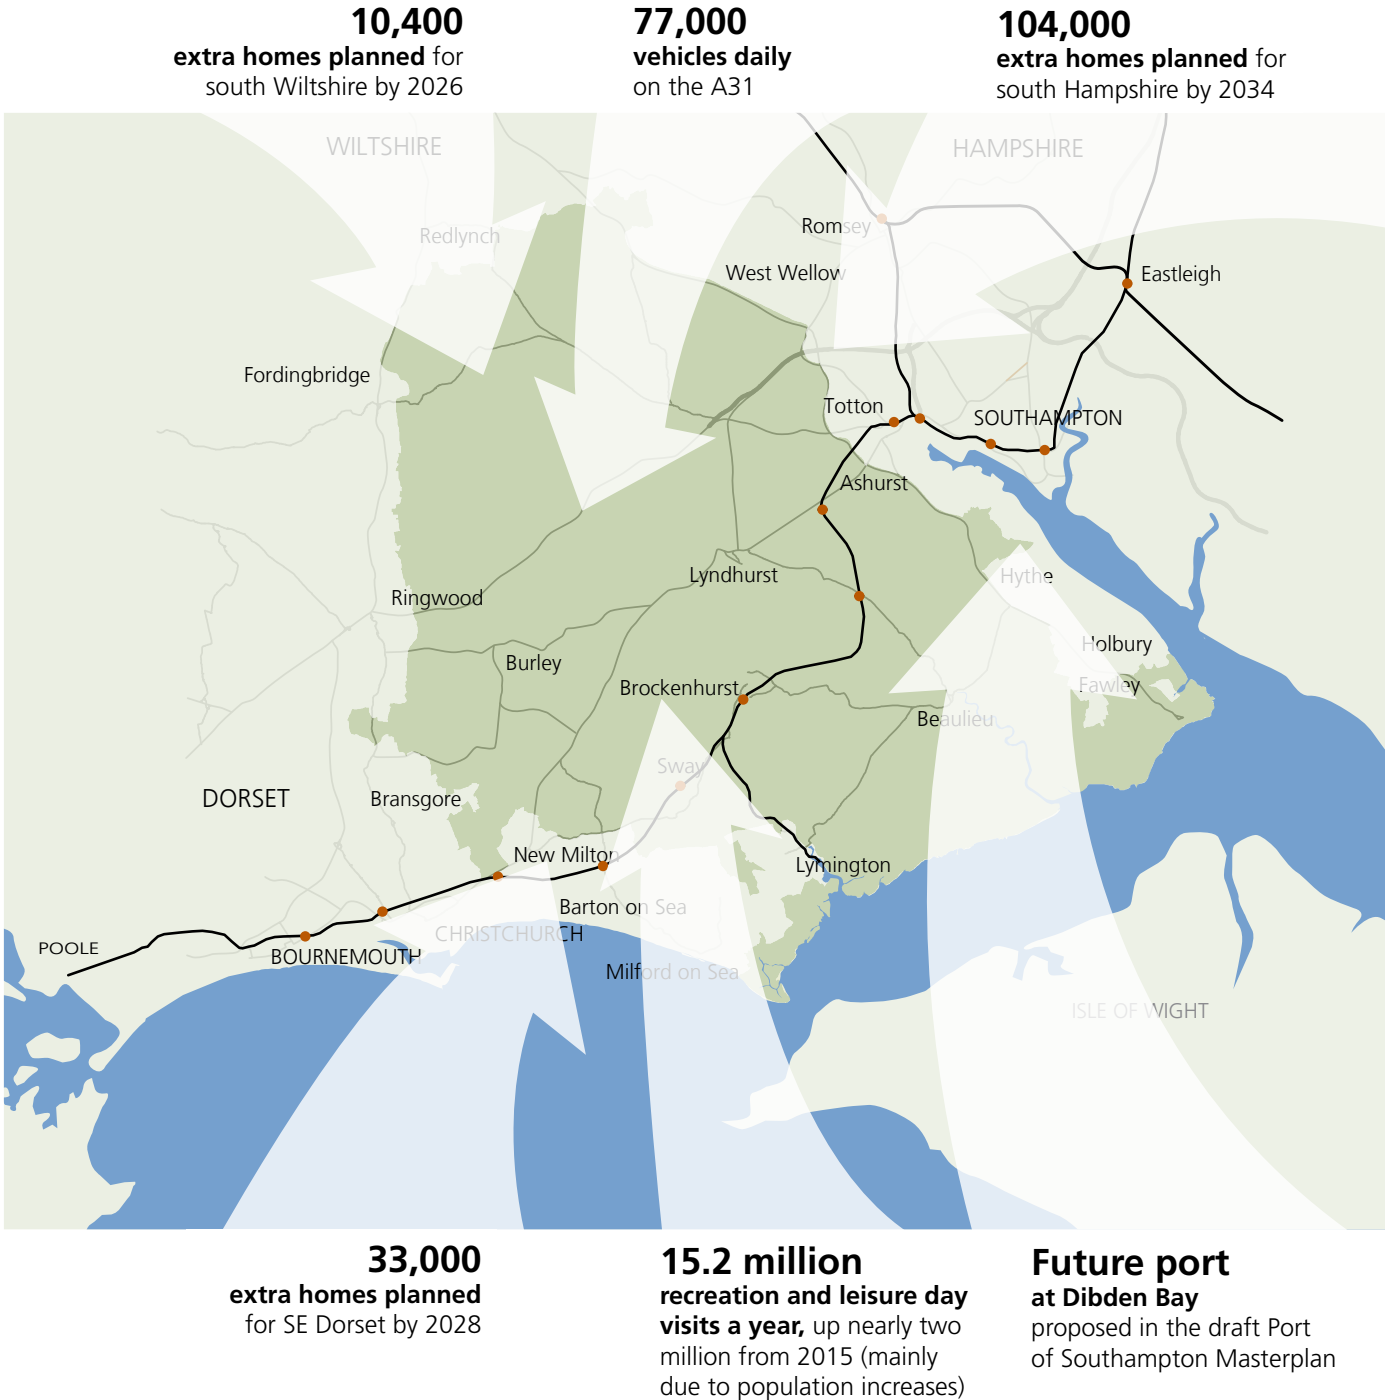 10,400
extra homes planned for
south Wiltshire by 2026
77,000
vehicles daily
on the A31
104,000
extra homes planned for
south Hampshire by 2034
WILTSHIRE
HAMPSHIRE
Redlynch
Romsey
West Wellow
Eastleigh
Fordingbridge
Totton
SOUTHAMPTON
Ashurst
Lyndhurst
Hythe
Ringwood
Burley
Holbury
Brockenhurst
Fawley
Beaulieu
Sway
DORSET
Bransgore
New Milton
Lymington
Barton on Sea
CHRISTCHURCH
POOLE
BOURNEMOUTH
Milford on Sea
ISLE OF WIGHT
33,000
extra homes planned
for SE Dorset by 2028
15.2 million
recreation and leisure day
visits a year, up nearly two
million from 2015 (mainly
due to population increases)
Future port
at Dibden Bay
proposed in the draft Port
of Southampton Masterplan